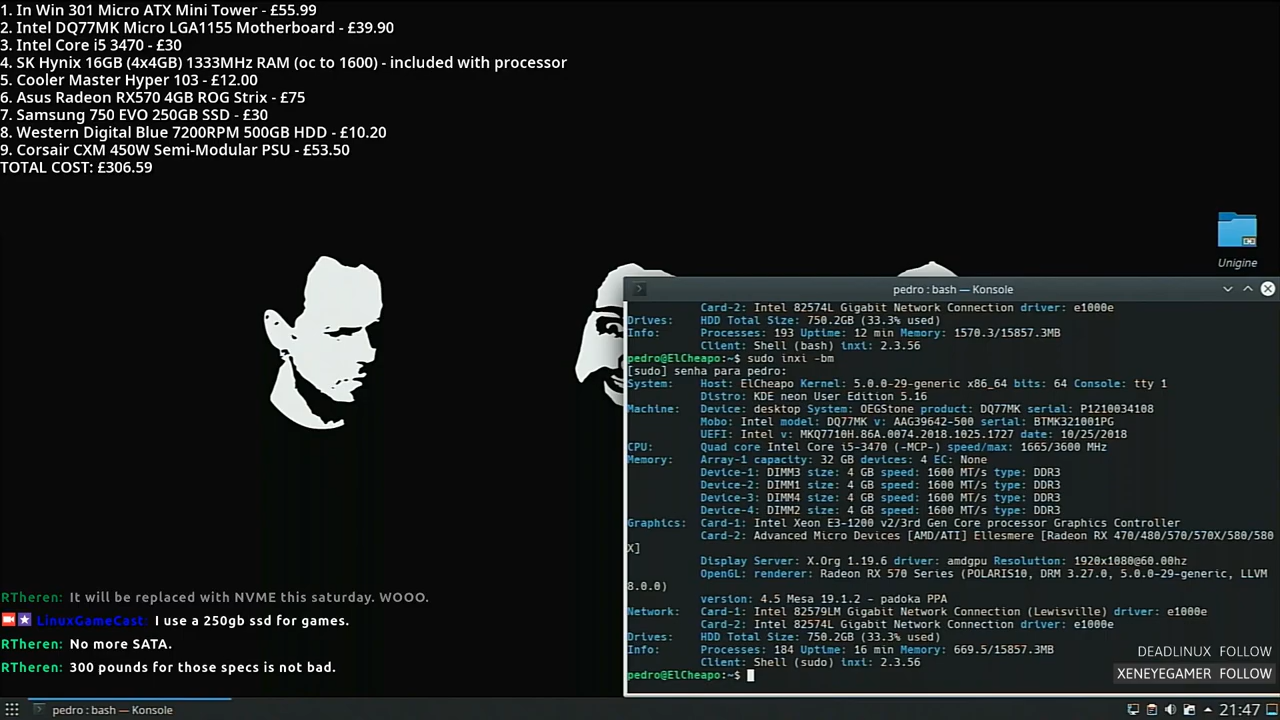 1. In Win 301 Micro ATX Mini Tower - £55.99
2. Intel DQ77MK Micro LGA1155 Motherboard - £39.90
3. Intel Core i5 3470 - £30
4. SK Hynix 16GB (4x4GB) 1333MHz RAM (oc to 1600) - included with processor
5. Cooler Master Hyper 103 - £12.00
6. Asus Radeon RX570 4GB ROG Strix - £75
7. Samsung 750 EVO 250GB SSD - £30
8. Western Digital Blue 7200RPM 500GB HDD - £10.20
9. Corsair CXM 450W Semi-Modular PSU - £53.50
TOTAL COST: £306.59
Unigine
pedro : bash — Konsole
Card-2: Intel 82574L Gigabit Network Connection driver: e1000e
Drives: HDD Total Size: 750.2GB (33.3% used)
Info: Processes: 193 Uptime: 12 min Memory: 1570.3/15857.3MB
Client: Shell (bash) inxi: 2.3.56
pedro@ElCheapo:~$ sudo inxi -bm
[sudo] senha para pedro:
System: Host: ElCheapo Kernel: 5.0.0-29-generic x86_64 bits: 64 Console: tty 1
Distro: KDE neon User Edition 5.16
Machine: Device: desktop System: OEGStone product: DQ77MK serial: P1210034108
Mobo: Intel model: DQ77MK v: AAG39642-500 serial: BTMK321001PG
UEFI: Intel v: MKQ7710H.86A.0074.2018.1025.1727 date: 10/25/2018
CPU: Quad core Intel Core i5-3470 (-MCP-) speed/max: 1665/3600 MHz
Memory: Array-1 capacity: 32 GB devices: 4 EC: None
Device-1: DIMM3 size: 4 GB speed: 1600 MT/s type: DDR3
Device-2: DIMM1 size: 4 GB speed: 1600 MT/s type: DDR3
Device-3: DIMM4 size: 4 GB speed: 1600 MT/s type: DDR3
Device-4: DIMM2 size: 4 GB speed: 1600 MT/s type: DDR3
Graphics: Card-1: Intel Xeon E3-1200 v2/3rd Gen Core processor Graphics Controller
Card-2: Advanced Micro Devices [AMD/ATI] Ellesmere [Radeon RX 470/480/570/570X/580/580
X]
Display Server: X.Org 1.19.6 driver: amdgpu Resolution: 1920x1080@60.00hz
OpenGL: renderer: Radeon RX 570 Series (POLARIS10, DRM 3.27.0, 5.0.0-29-generic, LLVM
8.0.0)
version: 4.5 Mesa 19.1.2 - padoka PPA
Network: Card-1: Intel 82579LM Gigabit Network Connection (Lewisville) driver: e1000e
Card-2: Intel 82574L Gigabit Network Connection driver: e1000e
Drives: HDD Total Size: 750.2GB (33.3% used)
Info: Processes: 184 Uptime: 16 min Memory: 669.5/15857.3MB
Client: Shell (sudo) inxi: 2.3.56
pedro@ElCheapo:~$
RTheren: It will be replaced with NVME this saturday. WOOO.
LinuxGameCast: I use a 250gb ssd for games.
RTheren: No more SATA.
RTheren: 300 pounds for those specs is not bad.
DEADLINUX FOLLOW
XENEYEGAMER FOLLOW
pedro : bash — Konsole
21:47